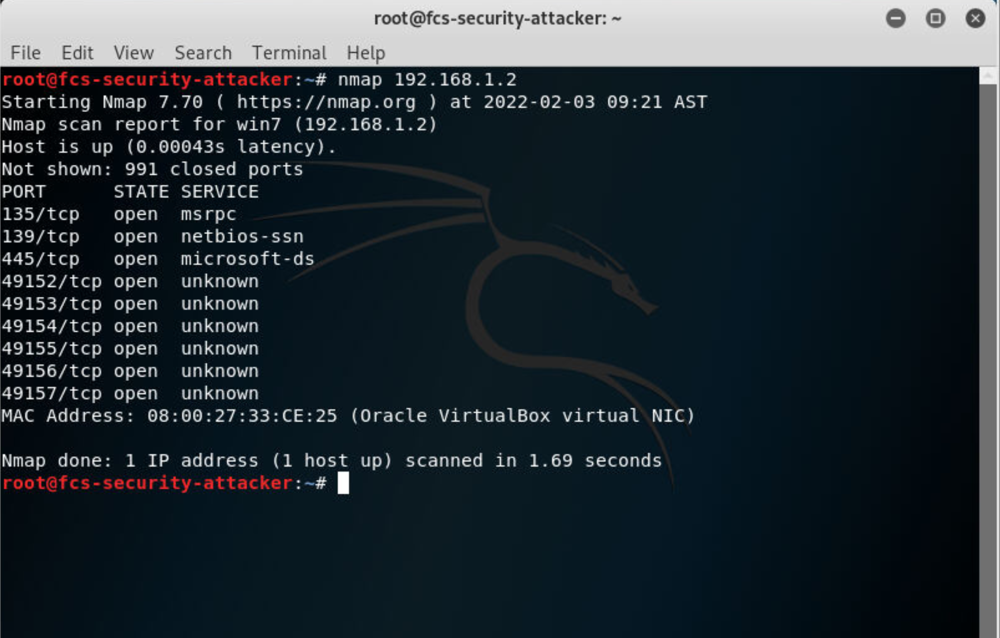 root@fcs-security-attacker: ~
File Edit View Search Terminal Help
root@fcs-security-attacker:~# nmap 192.168.1.2
Starting Nmap 7.70 ( https://nmap.org ) at 2022-02-03 09:21 AST
Nmap scan report for win7 (192.168.1.2)
Host is up (0.00043s latency).
Not shown: 991 closed ports
PORT      STATE SERVICE
135/tcp   open  msrpc
139/tcp   open  netbios-ssn
445/tcp   open  microsoft-ds
49152/tcp open  unknown
49153/tcp open  unknown
49154/tcp open  unknown
49155/tcp open  unknown
49156/tcp open  unknown
49157/tcp open  unknown
MAC Address: 08:00:27:33:CE:25 (Oracle VirtualBox virtual NIC)
Nmap done: 1 IP address (1 host up) scanned in 1.69 seconds
root@fcs-security-attacker:~#